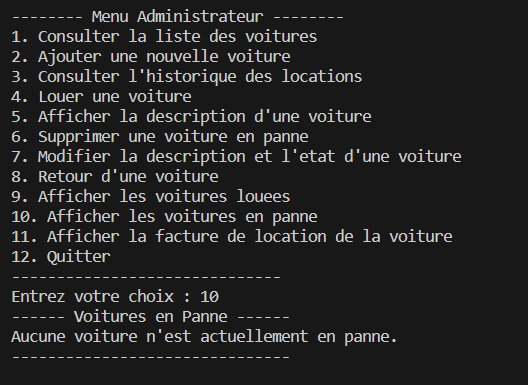 -------- Menu Administrateur --------
1. Consulter la liste des voitures
2. Ajouter une nouvelle voiture
3. Consulter l'historique des locations
4. Louer une voiture
5. Afficher la description d'une voiture
6. Supprimer une voiture en panne
7. Modifier la description et l'etat d'une voiture
8. Retour d'une voiture
9. Afficher les voitures louees
10. Afficher les voitures en panne
11. Afficher la facture de location de la voiture
12. Quitter
------------------------------
Entrez votre choix : 10
------ Voitures en Panne ------
Aucune voiture n'est actuellement en panne.
-------------------------------